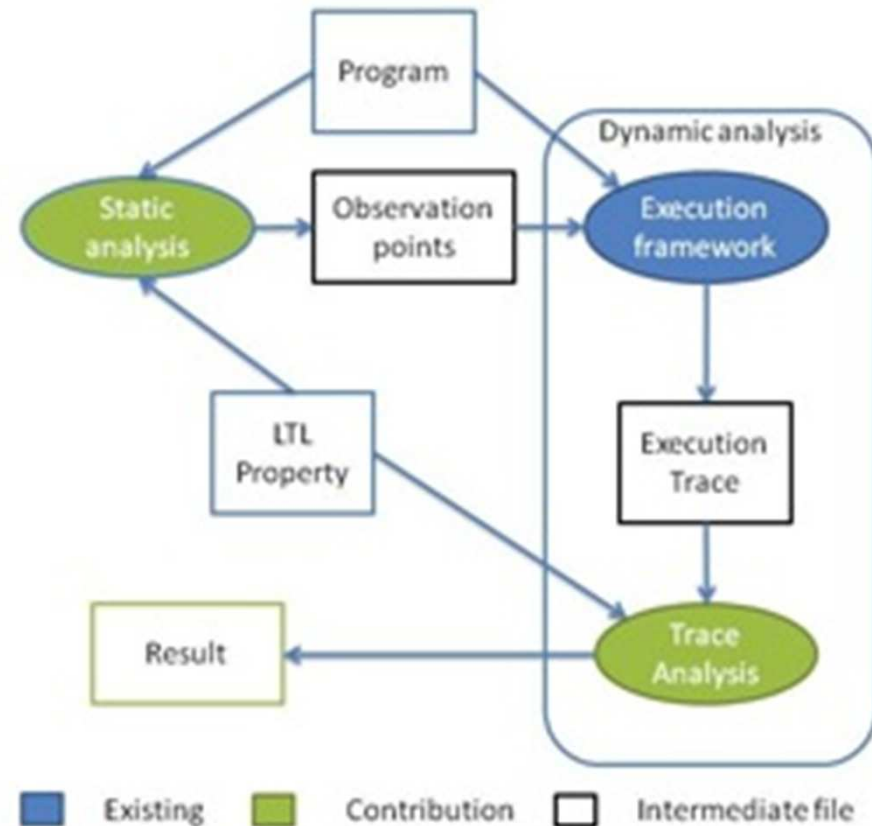 Program
Dynamic analysis
Static
analysis
Observation
points
Execution
framework
LTL
Property
Execution
Trace
Result
Trace
Analysis
Existing
Contribution
Intermediate file